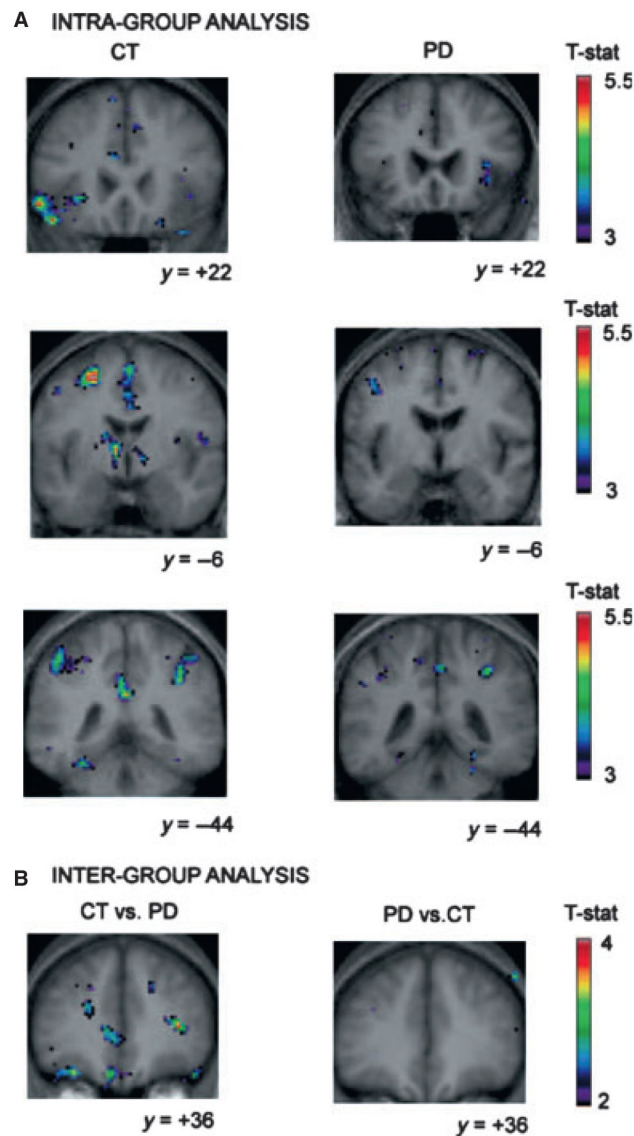 A INTRA-GROUP ANALYSIS
CT PD T-stat
5.5
3
y = +22 y = +22
T-stat
5.5
3
y = –6 y = –6
T-stat
5.5
3
y = –44 y = –44
B INTER-GROUP ANALYSIS
CT vs. PD PD vs.CT T-stat
4
2
y = +36 y = +36